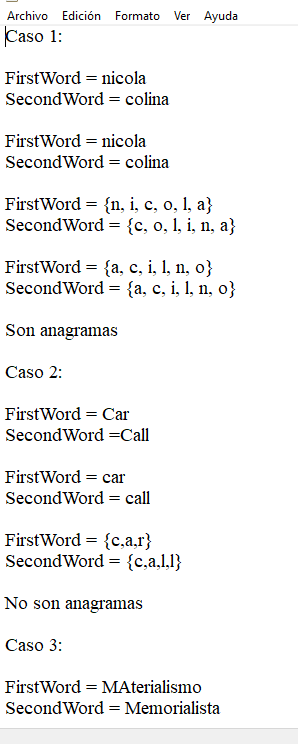 Archivo Edición Formato Ver Ayuda
Caso 1:
FirstWord = nicola
SecondWord = colina
FirstWord = nicola
SecondWord = colina
FirstWord = {n, i, c, o, l, a}
SecondWord = {c, o, l, i, n, a}
FirstWord = {a, c, i, l, n, o}
SecondWord = {a, c, i, l, n, o}
Son anagramas
Caso 2:
FirstWord = Car
SecondWord =Call
FirstWord = car
SecondWord = call
FirstWord = {c,a,r}
SecondWord = {c,a,l,l}
No son anagramas
Caso 3:
FirstWord = MAterialismo
SecondWord = Memorialista